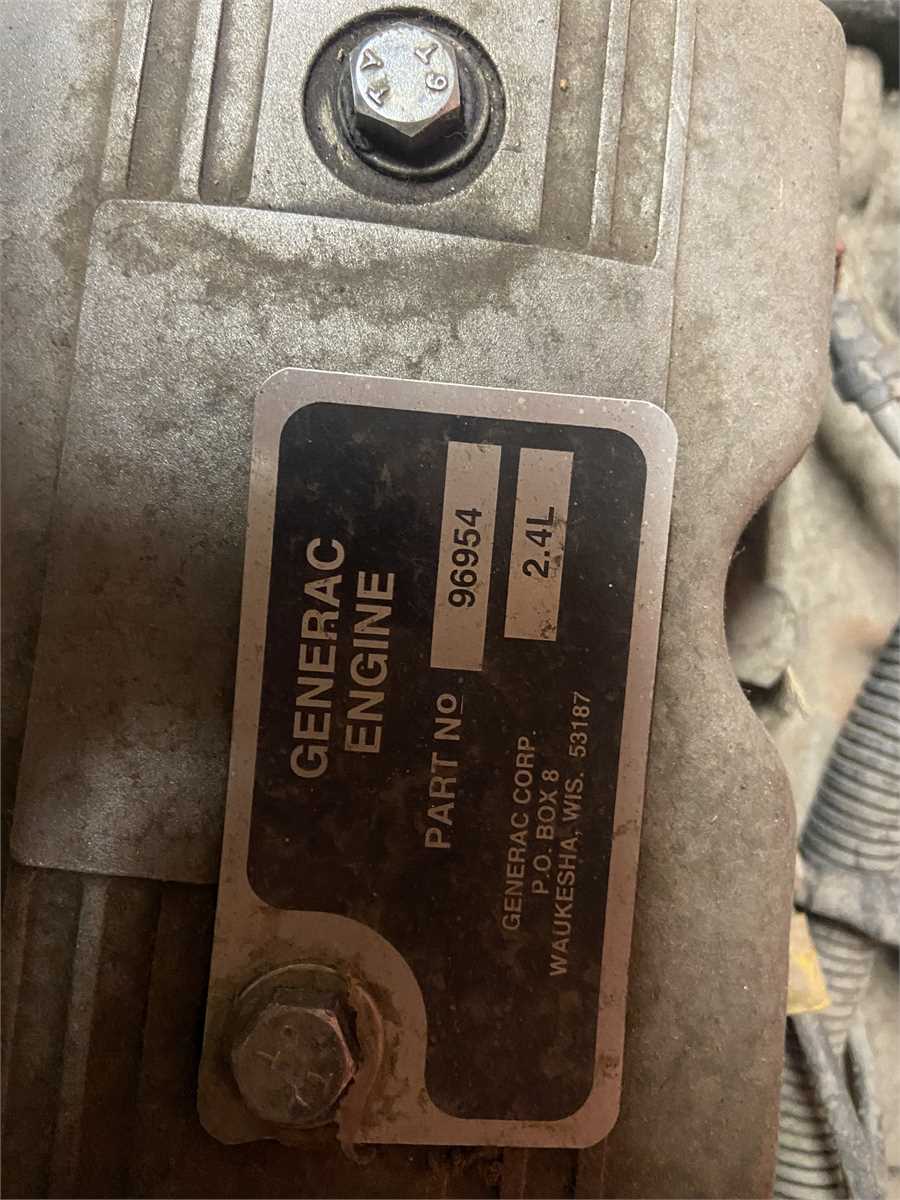 GENERAC
ENGINE
PART Nº 96954
2.4L
GENERAC CORP.
P.O. BOX 8
WAUKESHA, WIS. 53187